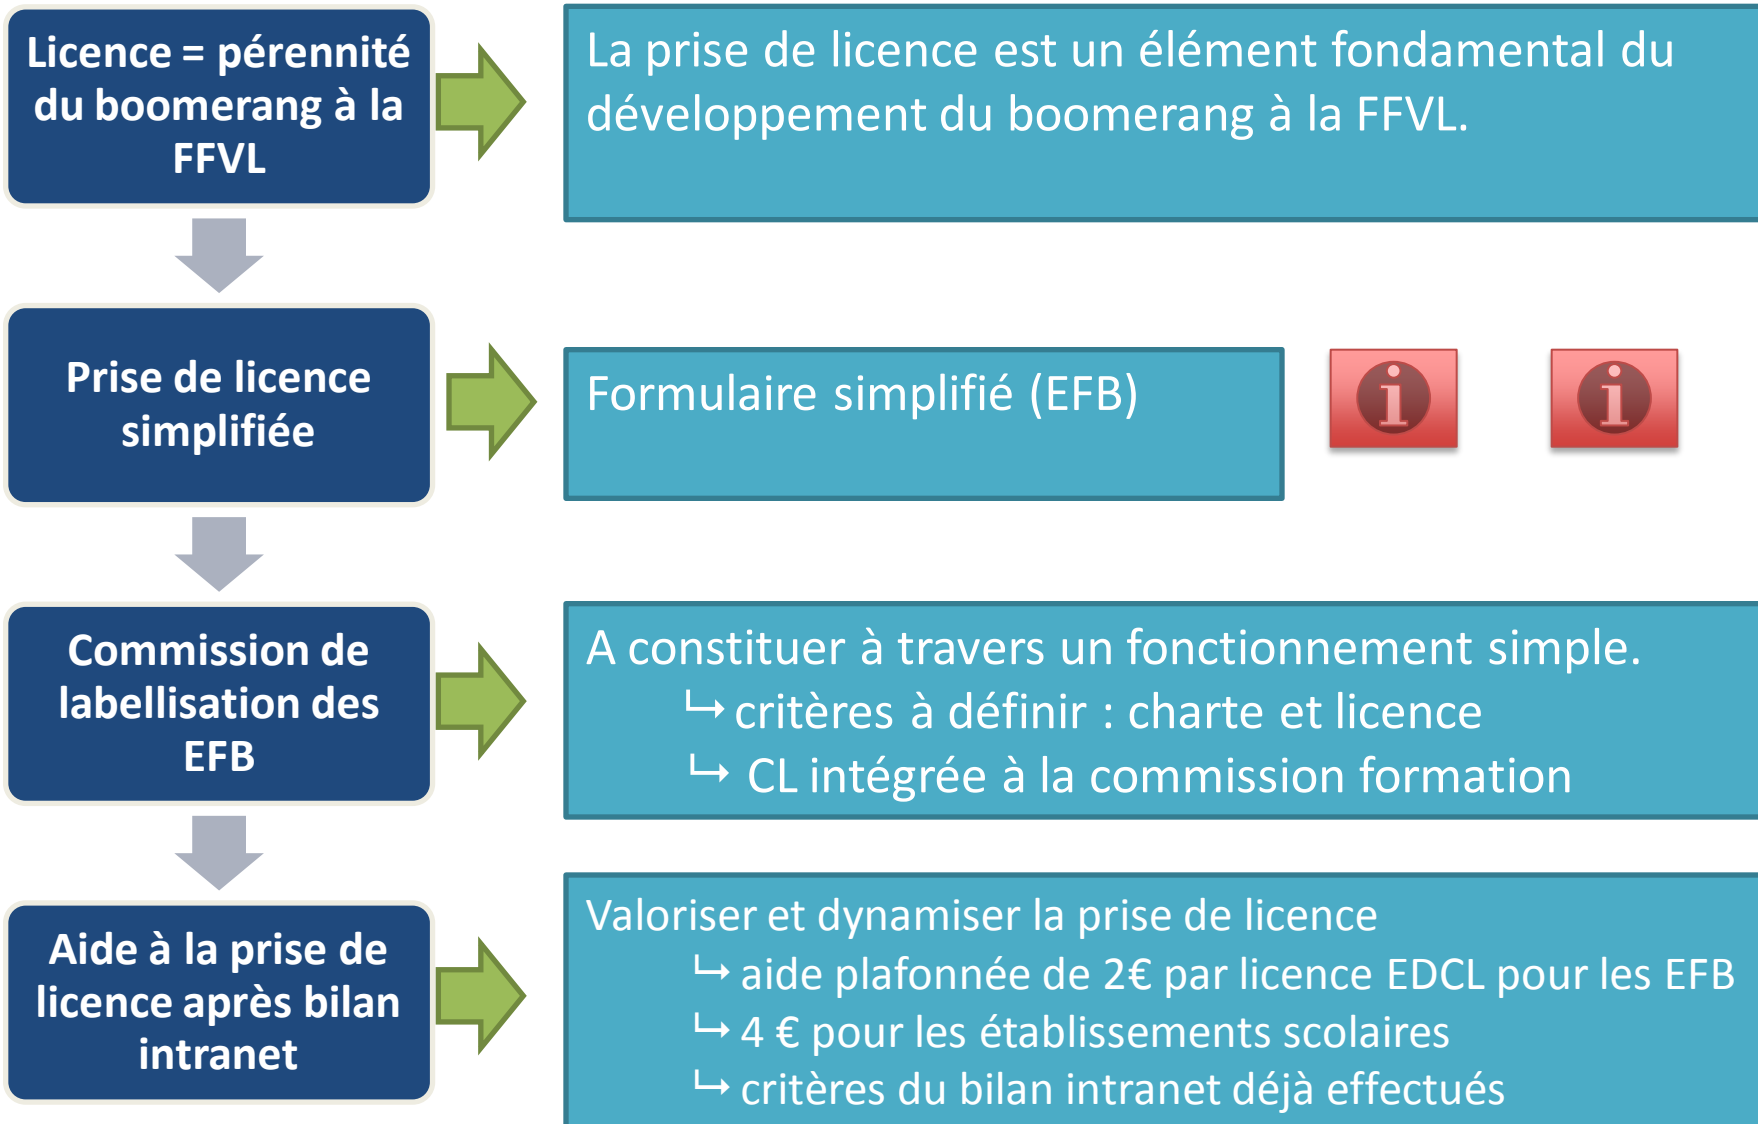 Licence = pérennité
du boomerang à la
FFVL
La prise de licence est un élément fondamental du
développement du boomerang à la FFVL.
Prise de licence
simplifiée
Formulaire simplifié (EFB)
Commission de
labellisation des
EFB
A constituer à travers un fonctionnement simple.
↳ critères à définir : charte et licence
↳ CL intégrée à la commission formation
Aide à la prise de
licence après bilan
intranet
Valoriser et dynamiser la prise de licence
↳ aide plafonnée de 2€ par licence EDCL pour les EFB
↳ 4 € pour les établissements scolaires
↳ critères du bilan intranet déjà effectués